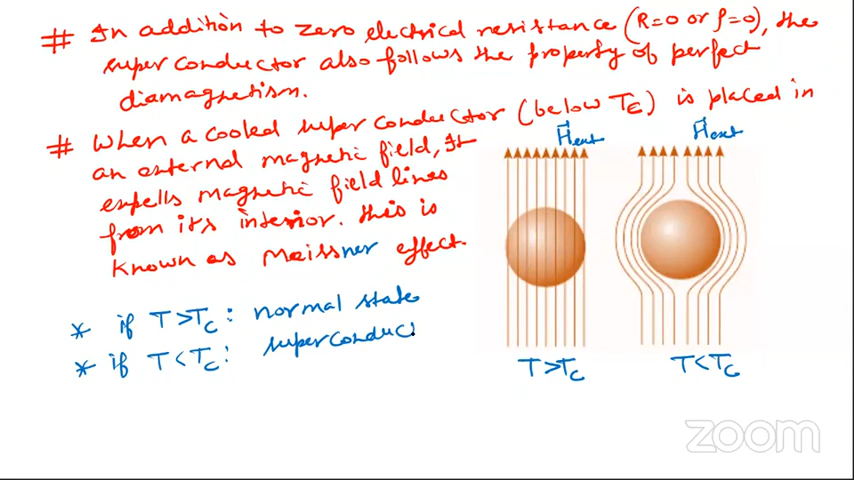 # In addition to zero electrical resistance (R=0 or ρ=0), the
super conductor also follows the property of perfect
diamagnetism.
# When a cooled super conductor (below Tc) is placed in
an external magnetic field, It
expells magnetic field lines
from its interior. this is
known as Meissner effect.
H⃗ext
H⃗ext
* if T>Tc: normal state
* if T<Tc: superconduc
T>Tc
T<Tc
zoom